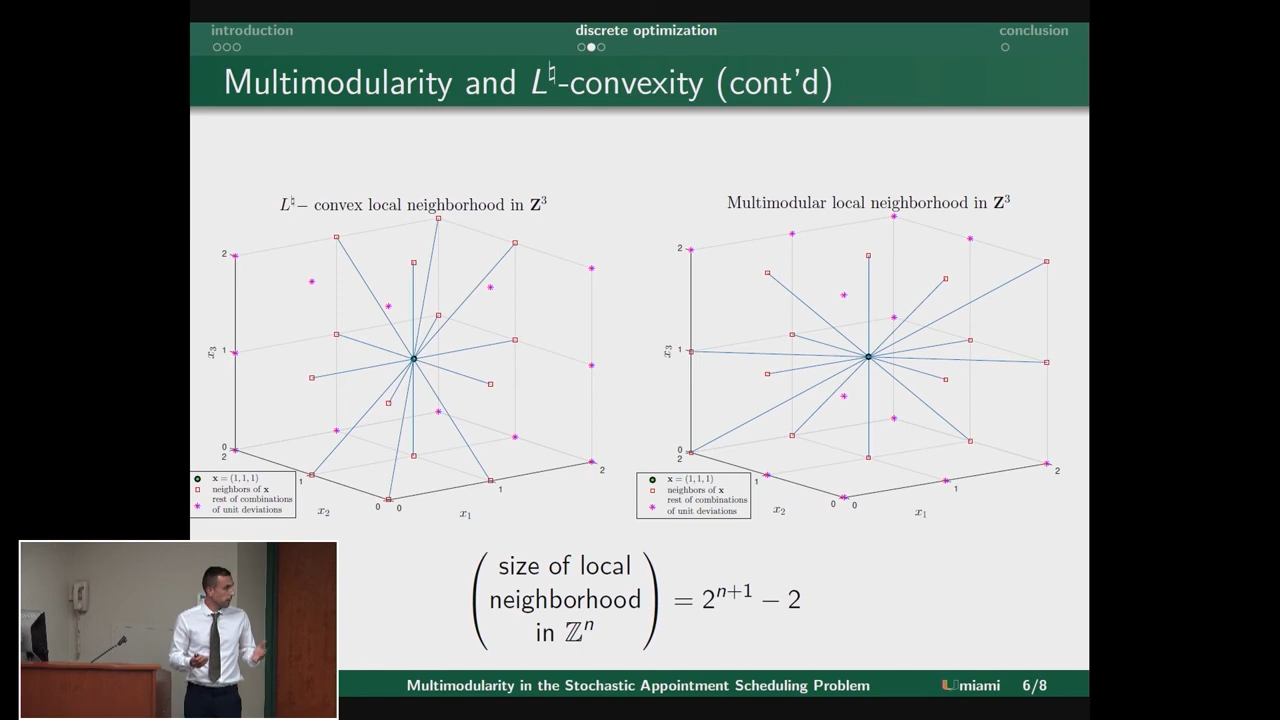 introduction
discrete optimization
conclusion
Multimodularity and L♮-convexity (cont'd)
L♮− convex local neighborhood in Z³
2
1
0
x₃
2
1
0
x₂
0
1
2
x₁
x = (1, 1, 1)
neighbors of x
rest of combinations
of unit deviations
Multimodular local neighborhood in Z³
2
1
0
x₃
2
1
0
x₂
0
1
2
x₁
x = (1, 1, 1)
neighbors of x
rest of combinations
of unit deviations
(size of local
neighborhood
in ℤⁿ) = 2ⁿ⁺¹ − 2
Multimodularity in the Stochastic Appointment Scheduling Problem
miami
6/8